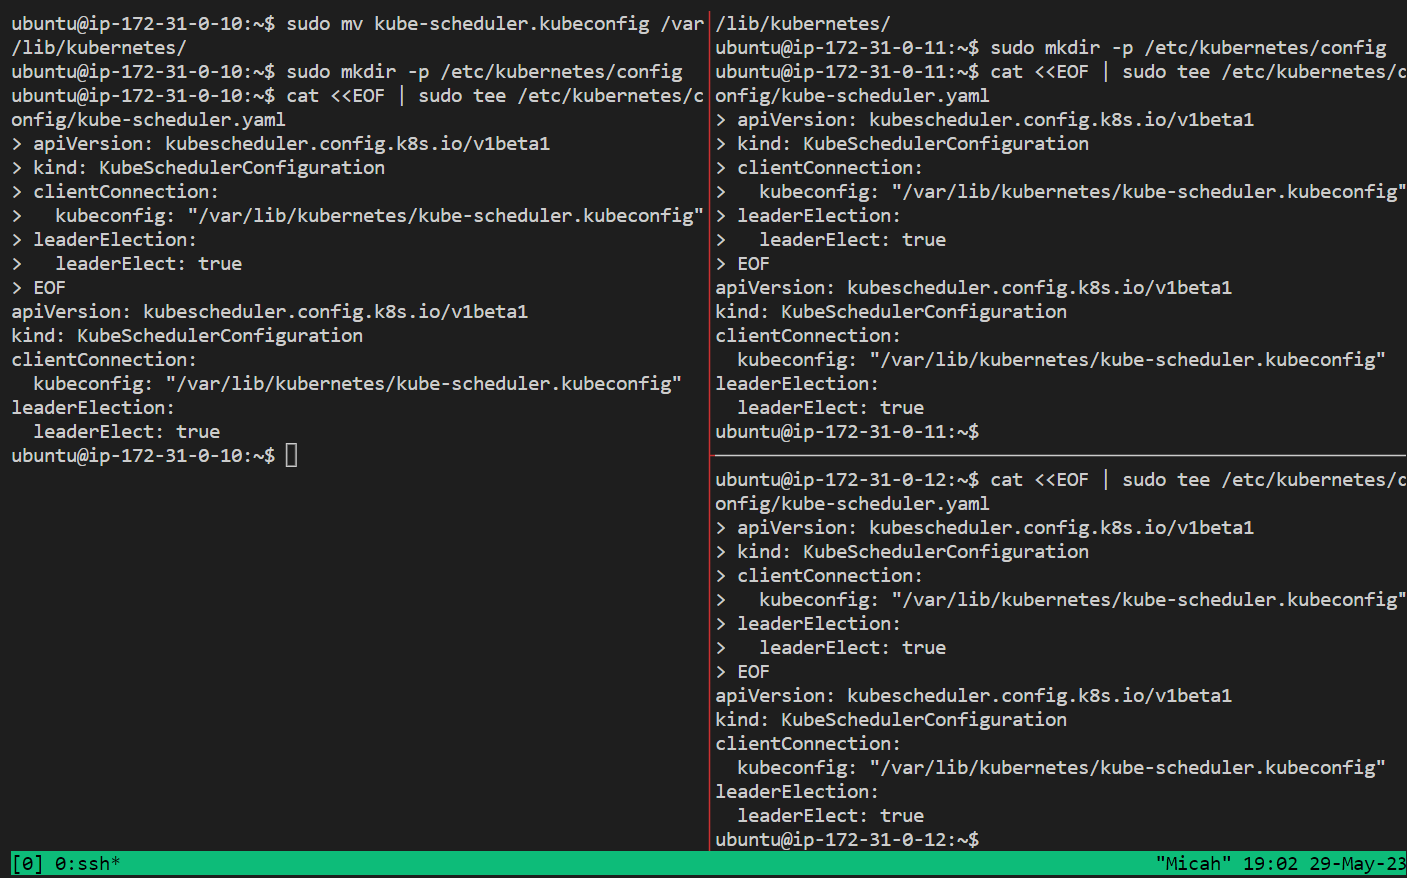 ubuntu@ip-172-31-0-10:~$ sudo mv kube-scheduler.kubeconfig /var
/lib/kubernetes/
ubuntu@ip-172-31-0-10:~$ sudo mkdir -p /etc/kubernetes/config
ubuntu@ip-172-31-0-10:~$ cat <<EOF | sudo tee /etc/kubernetes/c
onfig/kube-scheduler.yaml
> apiVersion: kubescheduler.config.k8s.io/v1beta1
> kind: KubeSchedulerConfiguration
> clientConnection:
>   kubeconfig: "/var/lib/kubernetes/kube-scheduler.kubeconfig"
> leaderElection:
>   leaderElect: true
> EOF
apiVersion: kubescheduler.config.k8s.io/v1beta1
kind: KubeSchedulerConfiguration
clientConnection:
  kubeconfig: "/var/lib/kubernetes/kube-scheduler.kubeconfig"
leaderElection:
  leaderElect: true
ubuntu@ip-172-31-0-10:~$
/lib/kubernetes/
ubuntu@ip-172-31-0-11:~$ sudo mkdir -p /etc/kubernetes/config
ubuntu@ip-172-31-0-11:~$ cat <<EOF | sudo tee /etc/kubernetes/c
onfig/kube-scheduler.yaml
> apiVersion: kubescheduler.config.k8s.io/v1beta1
> kind: KubeSchedulerConfiguration
> clientConnection:
>   kubeconfig: "/var/lib/kubernetes/kube-scheduler.kubeconfig"
> leaderElection:
>   leaderElect: true
> EOF
apiVersion: kubescheduler.config.k8s.io/v1beta1
kind: KubeSchedulerConfiguration
clientConnection:
  kubeconfig: "/var/lib/kubernetes/kube-scheduler.kubeconfig"
leaderElection:
  leaderElect: true
ubuntu@ip-172-31-0-11:~$
ubuntu@ip-172-31-0-12:~$ cat <<EOF | sudo tee /etc/kubernetes/c
onfig/kube-scheduler.yaml
> apiVersion: kubescheduler.config.k8s.io/v1beta1
> kind: KubeSchedulerConfiguration
> clientConnection:
>   kubeconfig: "/var/lib/kubernetes/kube-scheduler.kubeconfig"
> leaderElection:
>   leaderElect: true
> EOF
apiVersion: kubescheduler.config.k8s.io/v1beta1
kind: KubeSchedulerConfiguration
clientConnection:
  kubeconfig: "/var/lib/kubernetes/kube-scheduler.kubeconfig"
leaderElection:
  leaderElect: true
ubuntu@ip-172-31-0-12:~$
[0] 0:ssh* "Micah" 19:02 29-May-23